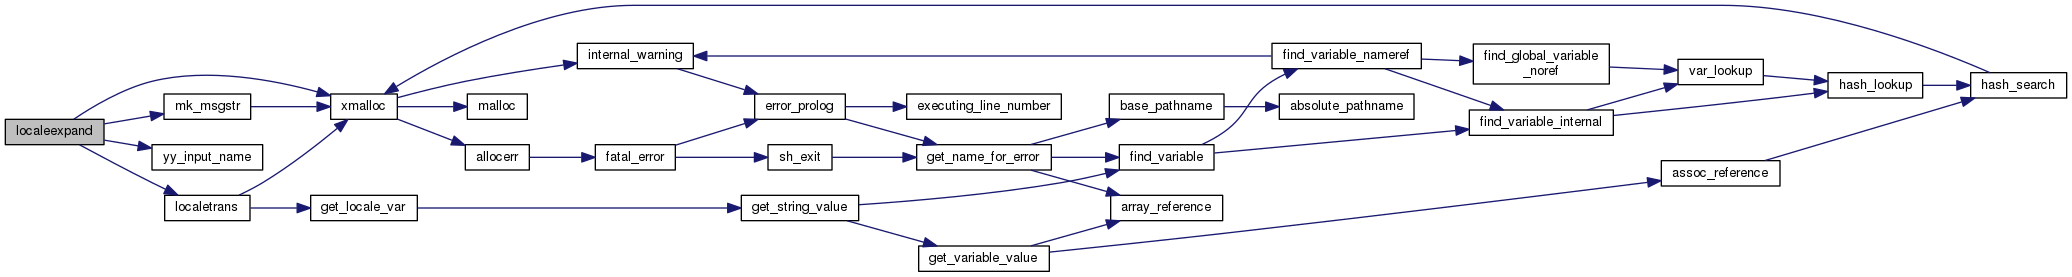 localeexpand
mk_msgstr
yy_input_name
localetrans
xmalloc
get_locale_var
internal_warning
malloc
allocerr
fatal_error
error_prolog
sh_exit
get_string_value
executing_line_number
get_name_for_error
get_variable_value
base_pathname
find_variable
array_reference
find_variable_nameref
absolute_pathname
find_global_variable
_noref
find_variable_internal
var_lookup
assoc_reference
hash_lookup
hash_search